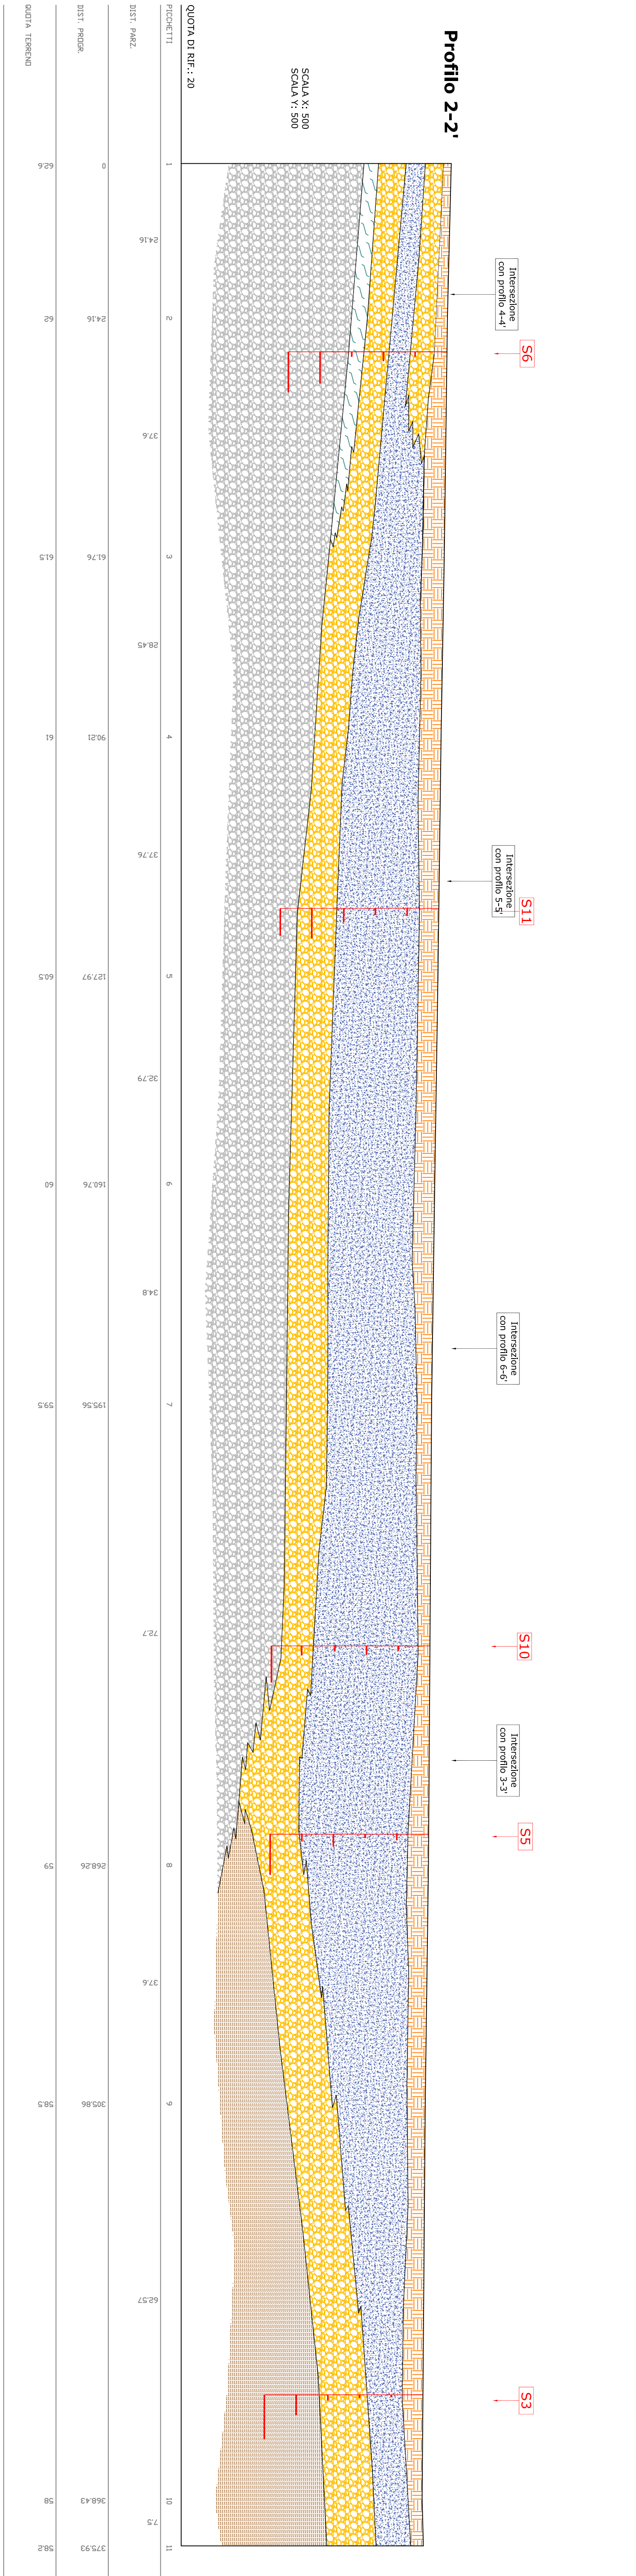 Profilo 2-2'
SCALA X: 500
SCALA Y: 500
Intersezione
con profilo 4-4'
S6
Intersezione
con profilo 5-5'
S11
Intersezione
con profilo 6-6'
S10
Intersezione
con profilo 3-3'
S5
S3
QUOTA DI RIF.: 20
PICCHETTI 1 2 3 4 5 6 7 8 9 10 11
DIST. PARZ. 24.16 37.6 28.45 37.76 32.79 34.8 72.7 37.6 62.57 7.5
DIST. PROGR. 0 24.16 61.76 90.21 127.97 160.76 195.56 268.26 305.86 368.43 375.93
QUOTA TERRENO 62.6 62 61.5 61 60.5 60 59.5 59 58.5 58 58.2